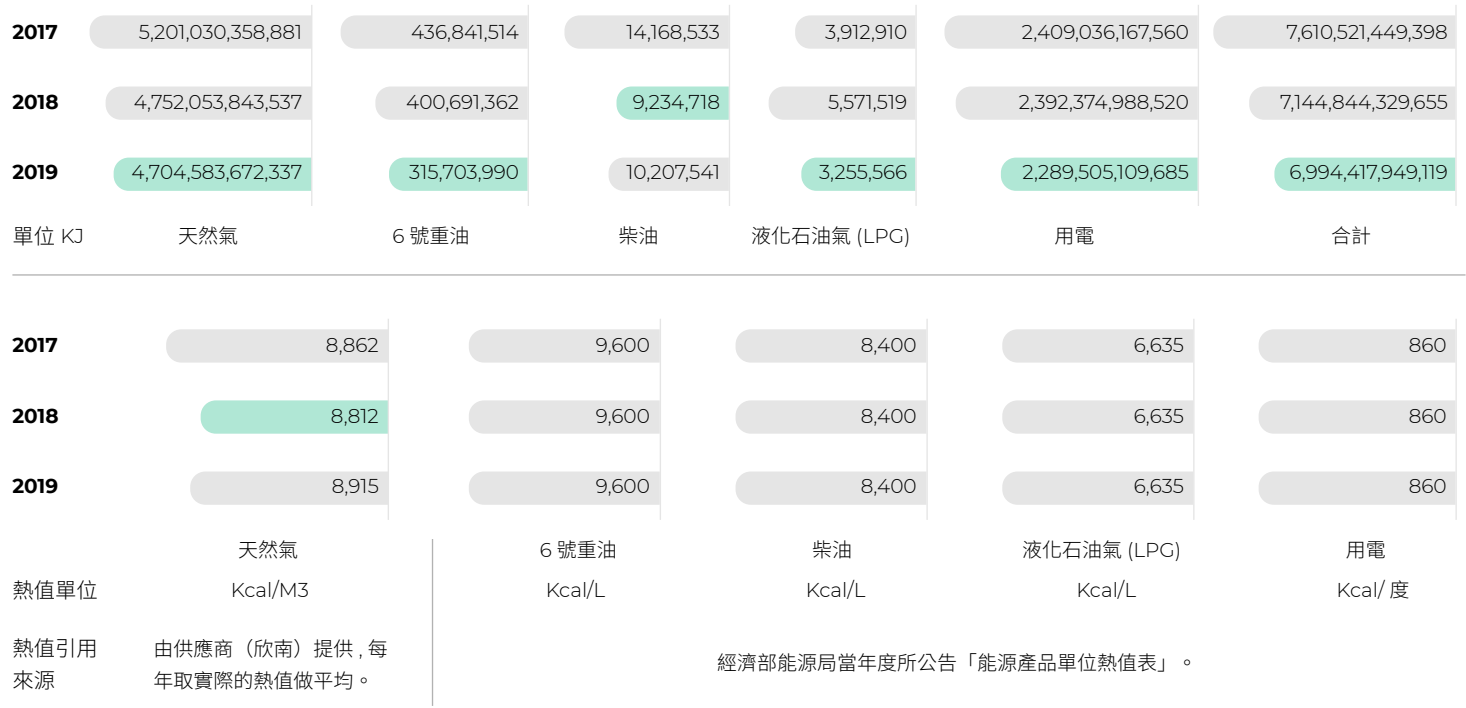 2017 5,201,030,358,881 436,841,514 14,168,533 3,912,910 2,409,036,167,560 7,610,521,449,398
2018 4,752,053,843,537 400,691,362 9,234,718 5,571,519 2,392,374,988,520 7,144,844,329,655
2019 4,704,583,672,337 315,703,990 10,207,541 3,255,566 2,289,505,109,685 6,994,417,949,119
單位 KJ 天然氣 6 號重油 柴油 液化石油氣 (LPG) 用電 合計
2017 8,862 9,600 8,400 6,635 860
2018 8,812 9,600 8,400 6,635 860
2019 8,915 9,600 8,400 6,635 860
天然氣 6 號重油 柴油 液化石油氣 (LPG) 用電
熱值單位 Kcal/M3 Kcal/L Kcal/L Kcal/L Kcal/ 度
熱值引用
來源
由供應商（欣南）提供 , 每
年取實際的熱值做平均。
經濟部能源局當年度所公告「能源產品單位熱值表」。